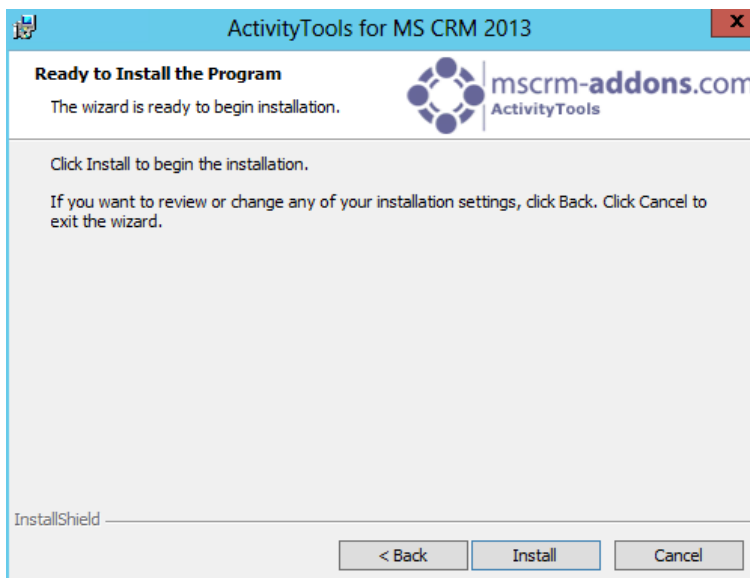 ActivityTools for MS CRM 2013
x
Ready to Install the Program
The wizard is ready to begin installation.
mscrm-addons.com
ActivityTools
Click Install to begin the installation.
If you want to review or change any of your installation settings, click Back. Click Cancel to
exit the wizard.
InstallShield
< Back
Install
Cancel